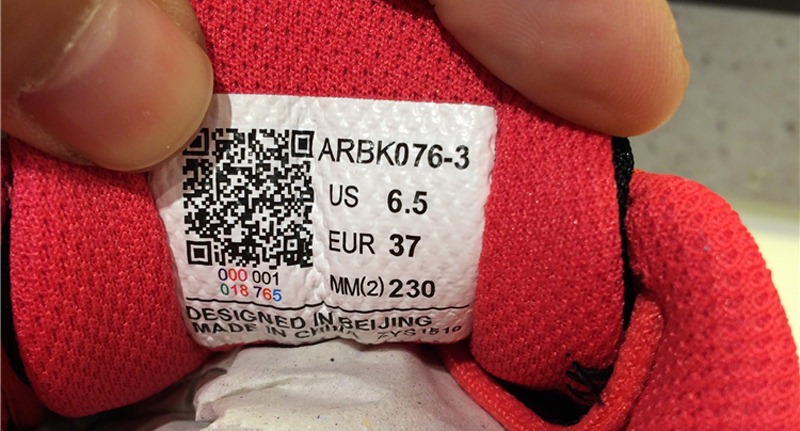 ARBK076-3
US 6.5
EUR 37
MM(2) 230
000 001
018 765
DESIGNED IN BEIJING
MADE IN CHINA ZYS1510